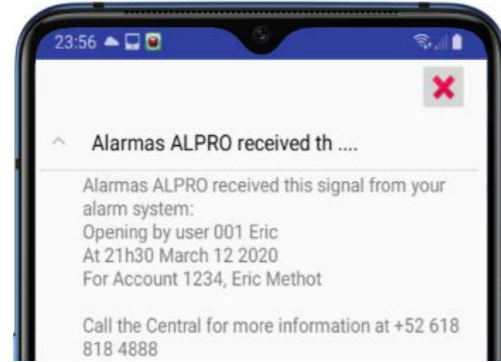 23:56
Alarmas ALPRO received th ....
Alarmas ALPRO received this signal from your
alarm system:
Opening by user 001 Eric
At 21h30 March 12 2020
For Account 1234, Eric Methot
Call the Central for more information at +52 618
818 4888